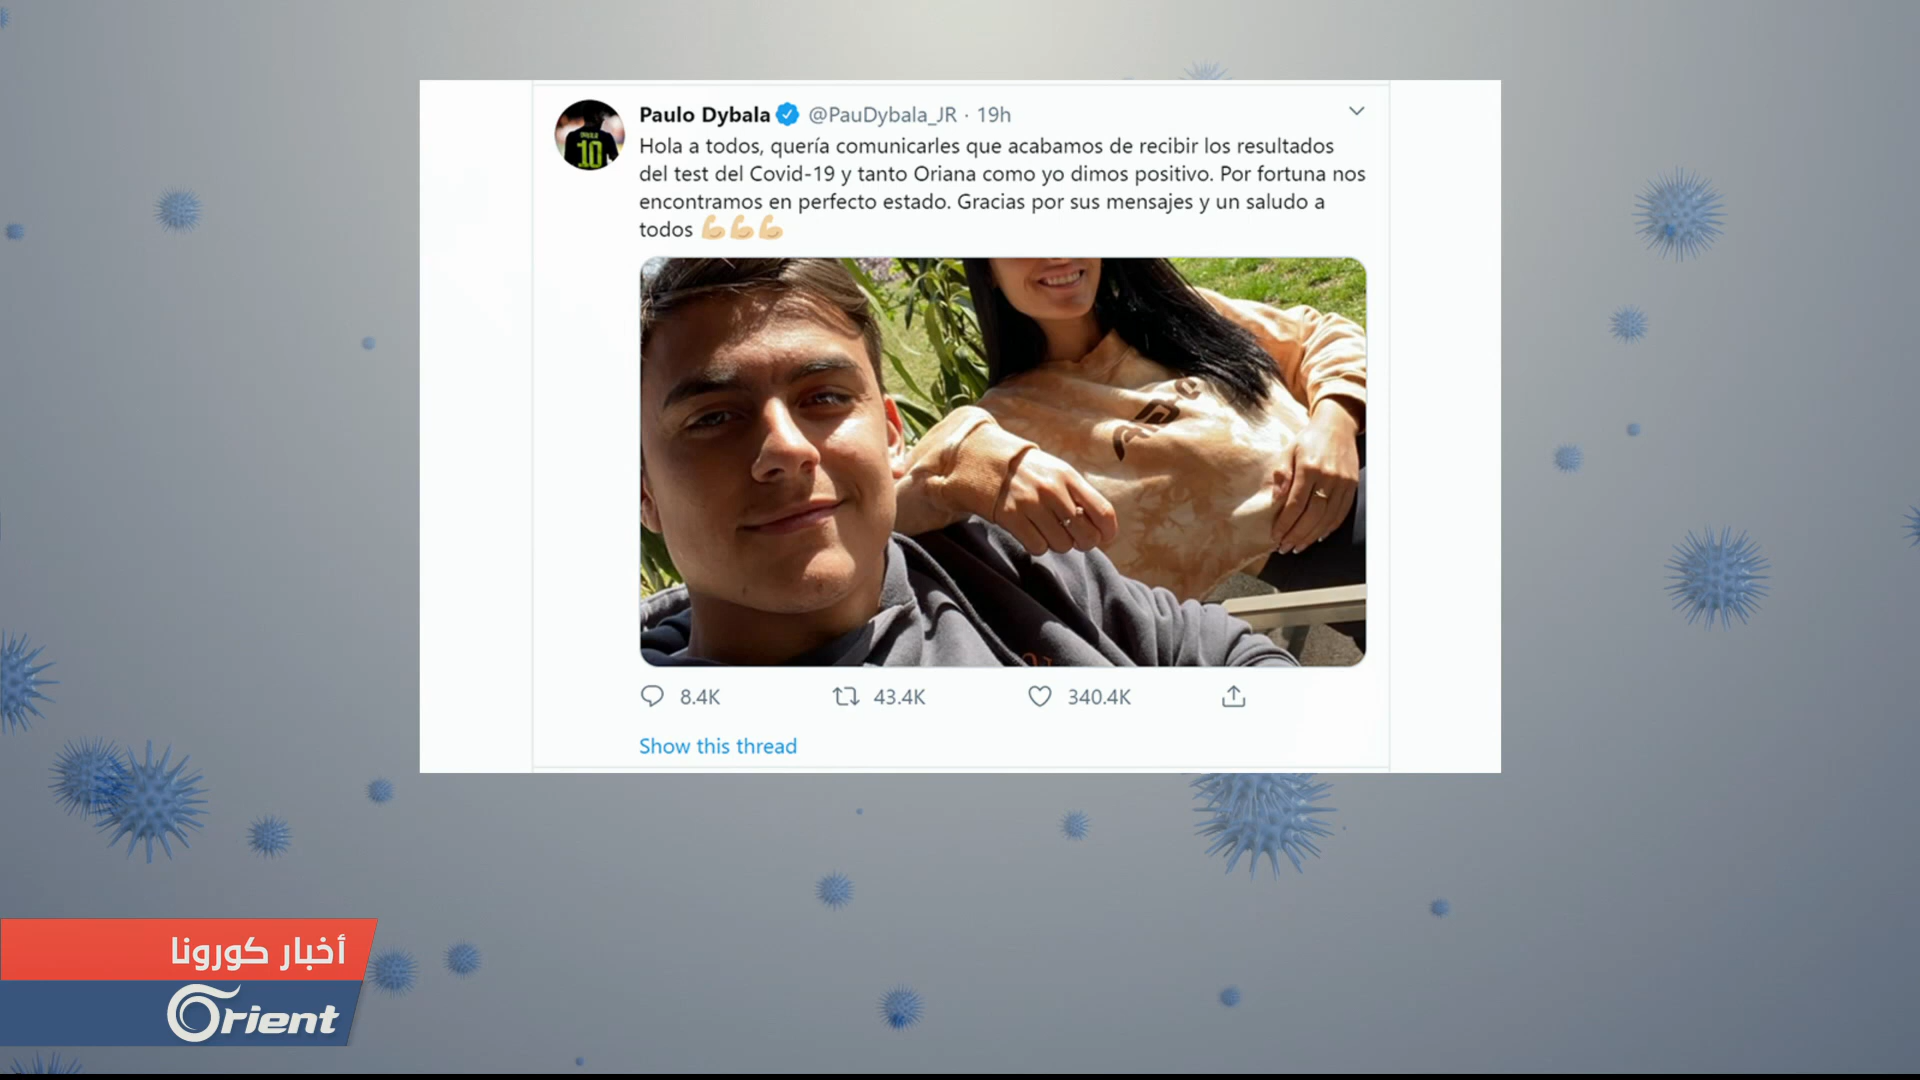 Paulo Dybala @PauDybala_JR · 19h
Hola a todos, quería comunicarles que acabamos de recibir los resultados
del test del Covid-19 y tanto Oriana como yo dimos positivo. Por fortuna nos
encontramos en perfecto estado. Gracias por sus mensajes y un saludo a
todos 💪🏼💪🏼💪🏼
10
8.4K 43.4K 340.4K
Show this thread
أخبار كورونا
Orient